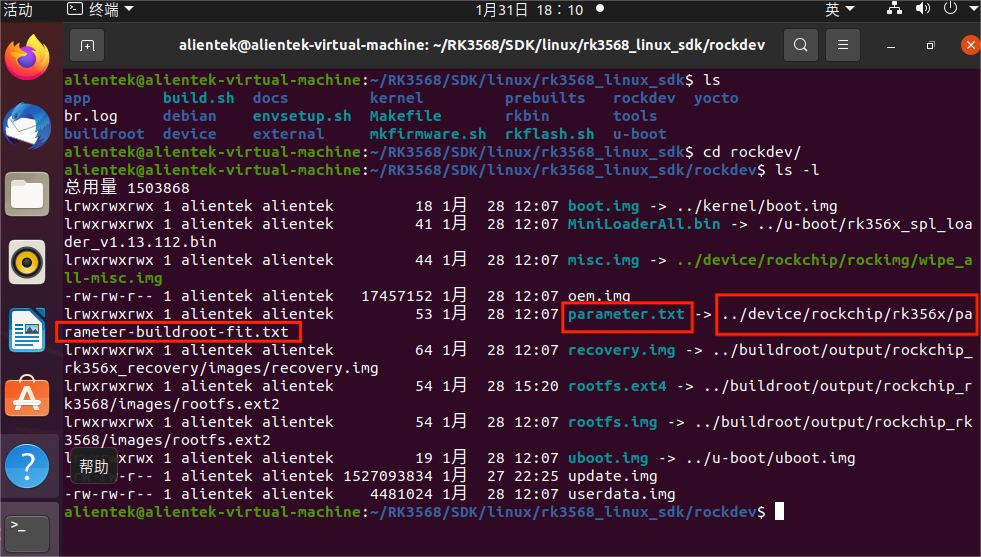 活动 终端 1月31日 18：10 英
alientek@alientek-virtual-machine: ~/RK3568/SDK/linux/rk3568_linux_sdk/rockdev
alientek@alientek-virtual-machine:~/RK3568/SDK/linux/rk3568_linux_sdk$ ls
app build.sh docs kernel prebuilts rockdev yocto
br.log debian envsetup.sh Makefile rkbin tools
buildroot device external mkfirmware.sh rkflash.sh u-boot
alientek@alientek-virtual-machine:~/RK3568/SDK/linux/rk3568_linux_sdk$ cd rockdev/
alientek@alientek-virtual-machine:~/RK3568/SDK/linux/rk3568_linux_sdk/rockdev$ ls -l
总用量 1503868
lrwxrwxrwx 1 alientek alientek 18 1月 28 12:07 boot.img -> ../kernel/boot.img
lrwxrwxrwx 1 alientek alientek 41 1月 28 12:07 MiniLoaderAll.bin -> ../u-boot/rk356x_spl_loa
der_v1.13.112.bin
lrwxrwxrwx 1 alientek alientek 44 1月 28 12:07 misc.img -> ../device/rockchip/rockimg/wipe_a
ll-misc.img
-rw-rw-r-- 1 alientek alientek 17457152 1月 28 12:07 oem.img
lrwxrwxrwx 1 alientek alientek 53 1月 28 12:07 parameter.txt -> ../device/rockchip/rk356x/pa
rameter-buildroot-fit.txt
lrwxrwxrwx 1 alientek alientek 64 1月 28 12:07 recovery.img -> ../buildroot/output/rockchip_
rk356x_recovery/images/recovery.img
lrwxrwxrwx 1 alientek alientek 54 1月 28 15:20 rootfs.ext4 -> ../buildroot/output/rockchip_r
k3568/images/rootfs.ext2
lrwxrwxrwx 1 alientek alientek 54 1月 28 12:07 rootfs.img -> ../buildroot/output/rockchip_rk
3568/images/rootfs.ext2
lrwxrwxrwx 1 alientek alientek 19 1月 28 12:07 uboot.img -> ../u-boot/uboot.img
帮助
-rw-rw-r-- 1 alientek alientek 1527093834 1月 27 22:25 update.img
-rw-rw-r-- 1 alientek alientek 4481024 1月 28 12:07 userdata.img
alientek@alientek-virtual-machine:~/RK3568/SDK/linux/rk3568_linux_sdk/rockdev$